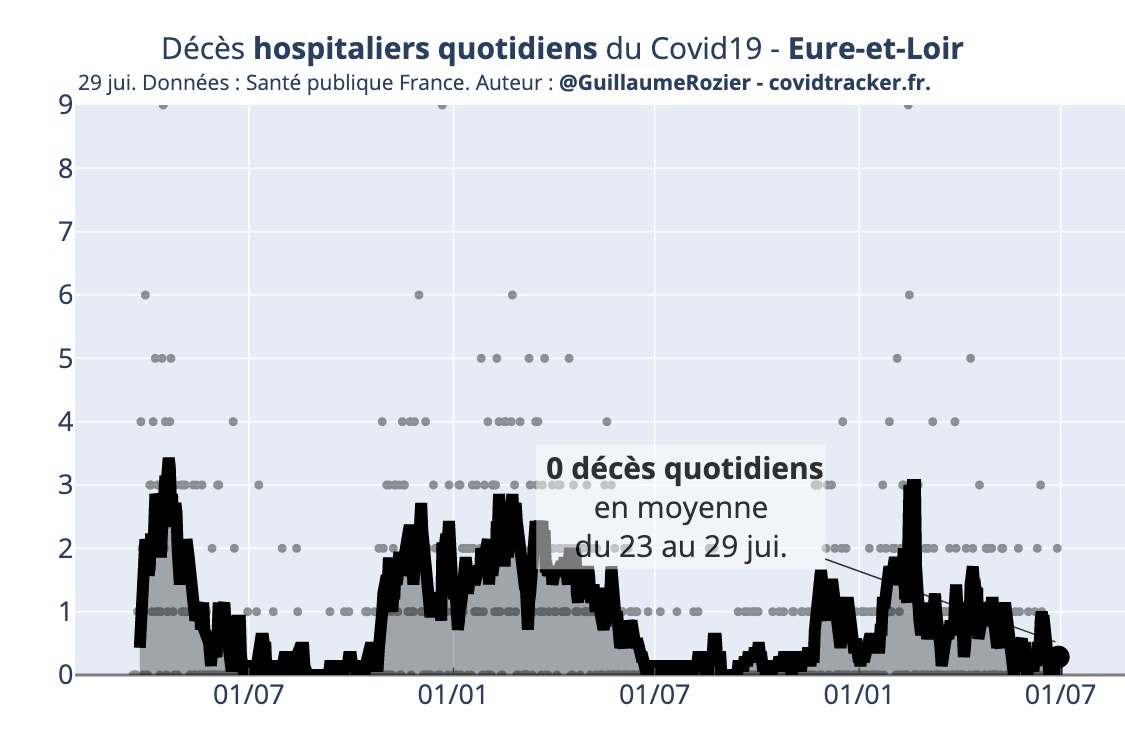 Décès hospitaliers quotidiens du Covid19 - Eure-et-Loir
29 jui. Données : Santé publique France. Auteur : @GuillaumeRozier - covidtracker.fr.
9
8
7
6
5
4
3
2
1
0
0 décès quotidiens
en moyenne
du 23 au 29 jui.
01/07 01/01 01/07 01/01 01/07